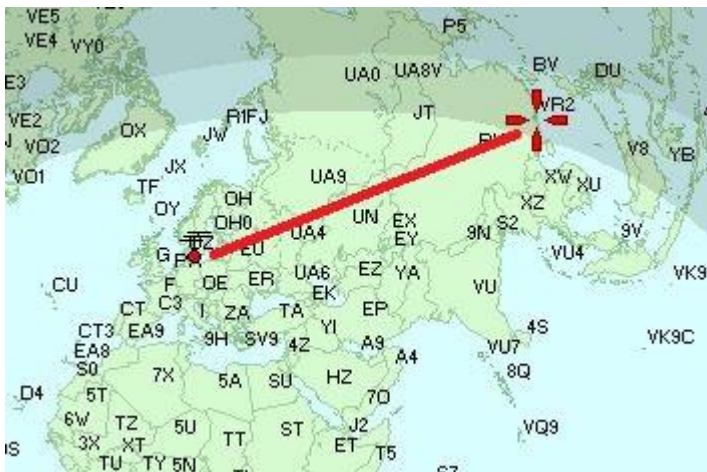 VE5
VE4 VY0
P5
E3
UA0 UA8V
BV
DU
VE2
VO2
VO1
OX
R1FJ
JW
JT
VR2
V8
YB
JX
TF
OY
UA9
XW
XU
XZ
OH
OH0
UN
EX
EY
S2
9N
9V
VU4
G
EU
UA4
CU
F
OE
ER
UA6
EZ
YA
VU
VK9
C3
I
ZA
TA
EK
EP
CT
CT3
EA9
9H
SV9
4Z
YI
A9
A4
4S
VU7
VK9C
EA8
S0
8Q
D4
5T
7X
5A
SU
HZ
7O
6W
TZ
5U
TT
ST
J2
VQ9
3X
XT
ET
T5
TU
TY
5N